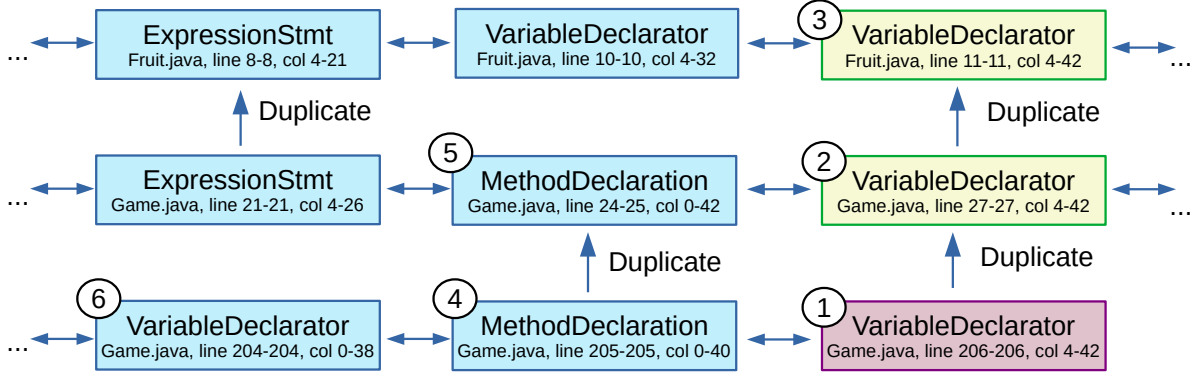 3
ExpressionStmt
Fruit.java, line 8-8, col 4-21
VariableDeclarator
Fruit.java, line 10-10, col 4-32
VariableDeclarator
Fruit.java, line 11-11, col 4-42
...
...
Duplicate
Duplicate
5
2
ExpressionStmt
Game.java, line 21-21, col 4-26
MethodDeclaration
Game.java, line 24-25, col 0-42
VariableDeclarator
Game.java, line 27-27, col 4-42
...
...
Duplicate
Duplicate
6
4
1
VariableDeclarator
Game.java, line 204-204, col 0-38
MethodDeclaration
Game.java, line 205-205, col 0-40
VariableDeclarator
Game.java, line 206-206, col 4-42
...